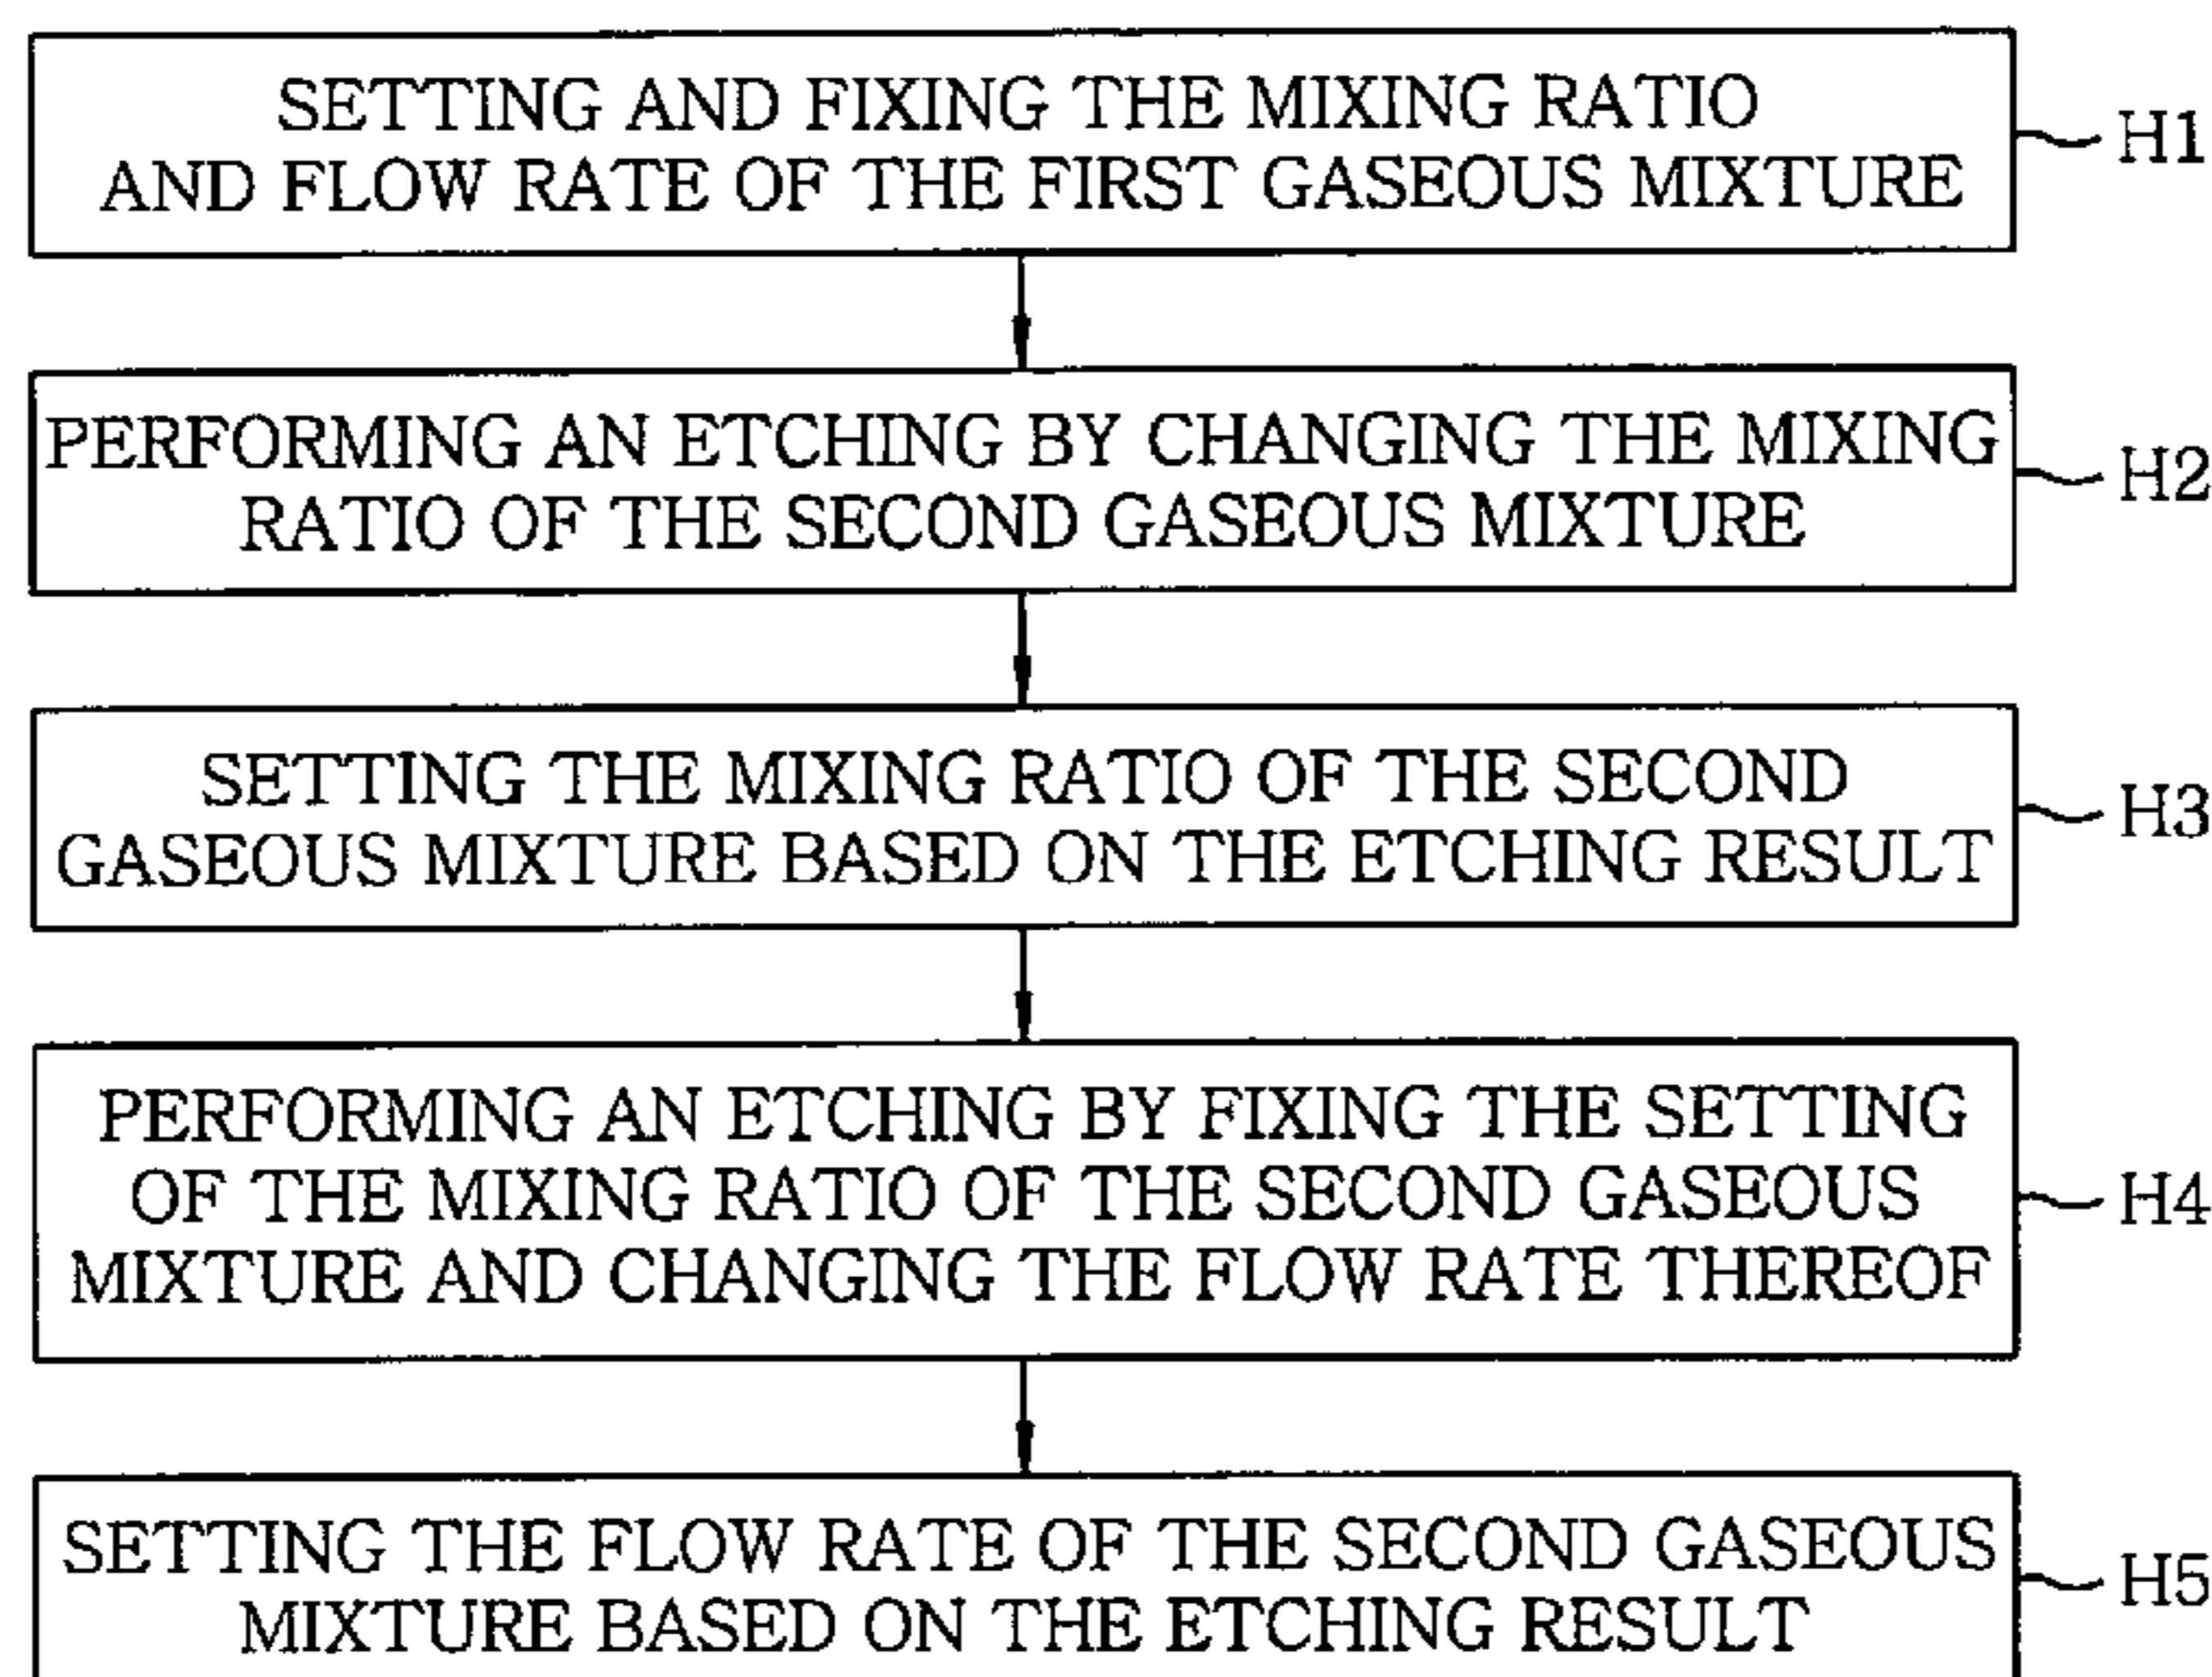 SETTING AND FIXING THE MIXING RATIO
AND FLOW RATE OF THE FIRST GASEOUS MIXTURE
H1
PERFORMING AN ETCHING BY CHANGING THE MIXING
RATIO OF THE SECOND GASEOUS MIXTURE
H2
SETTING THE MIXING RATIO OF THE SECOND
GASEOUS MIXTURE BASED ON THE ETCHING RESULT
H3
PERFORMING AN ETCHING BY FIXING THE SETTING
OF THE MIXING RATIO OF THE SECOND GASEOUS
MIXTURE AND CHANGING THE FLOW RATE THEREOF
H4
SETTING THE FLOW RATE OF THE SECOND GASEOUS
MIXTURE BASED ON THE ETCHING RESULT
H5